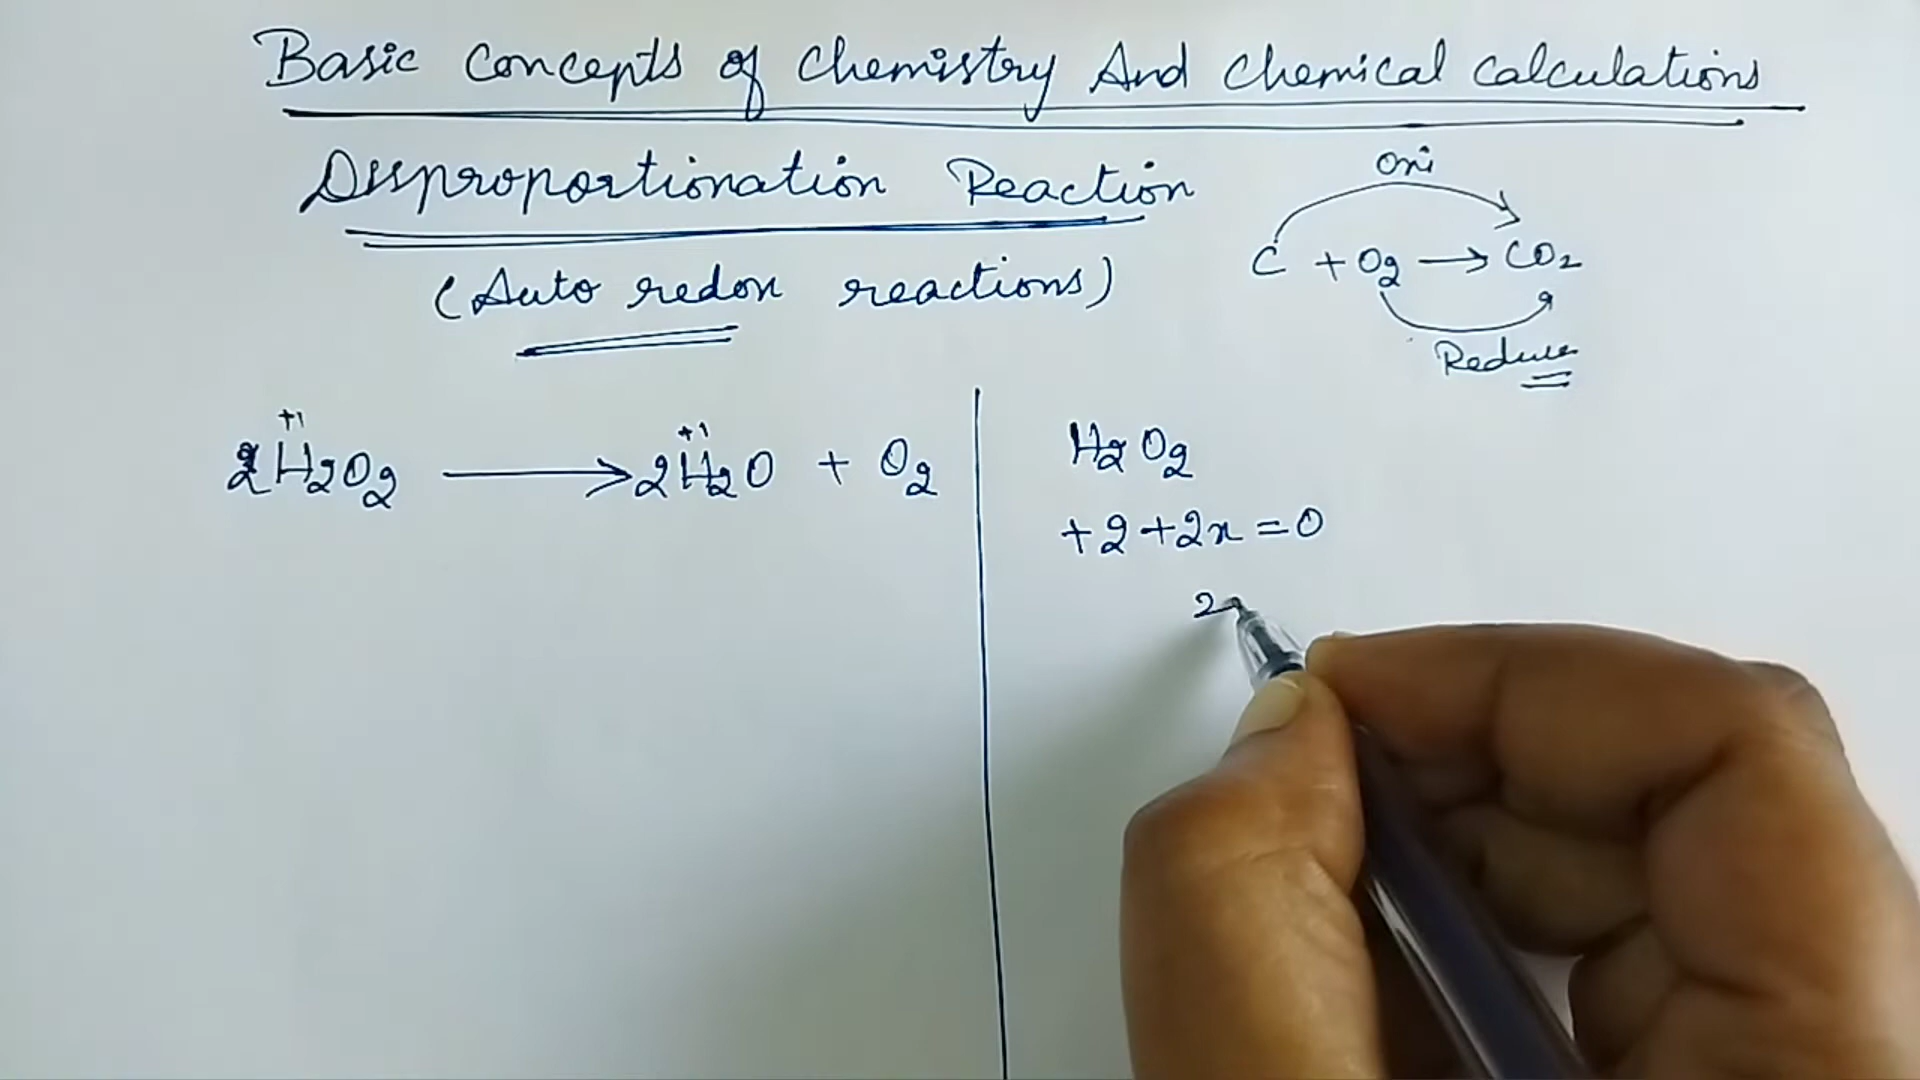 Basic Concepts of Chemistry And Chemical Calculations
Disproportionation Reaction
(Auto redox reactions)
Oxi
C + O2 → CO2
Reduce
+1 +1
2H2O2 → 2H2O + O2
H2O2
+2+2x=0
2